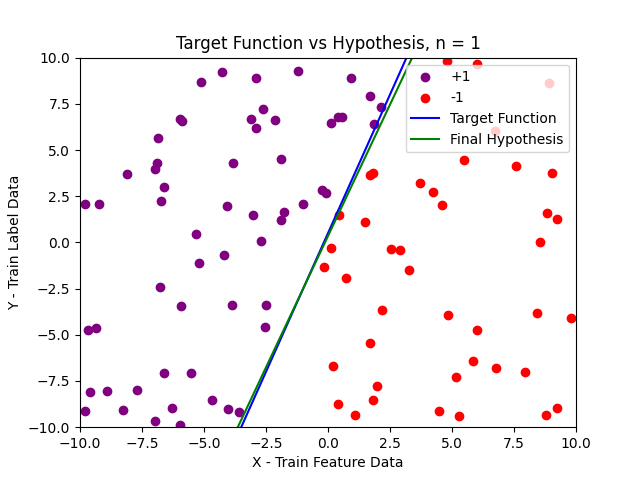 Target Function vs Hypothesis, n = 1
+1
-1
Target Function
Final Hypothesis
10.0
7.5
5.0
2.5
0.0
−2.5
−5.0
−7.5
−10.0
Y - Train Label Data
−10.0 −7.5 −5.0 −2.5 0.0 2.5 5.0 7.5 10.0
X - Train Feature Data